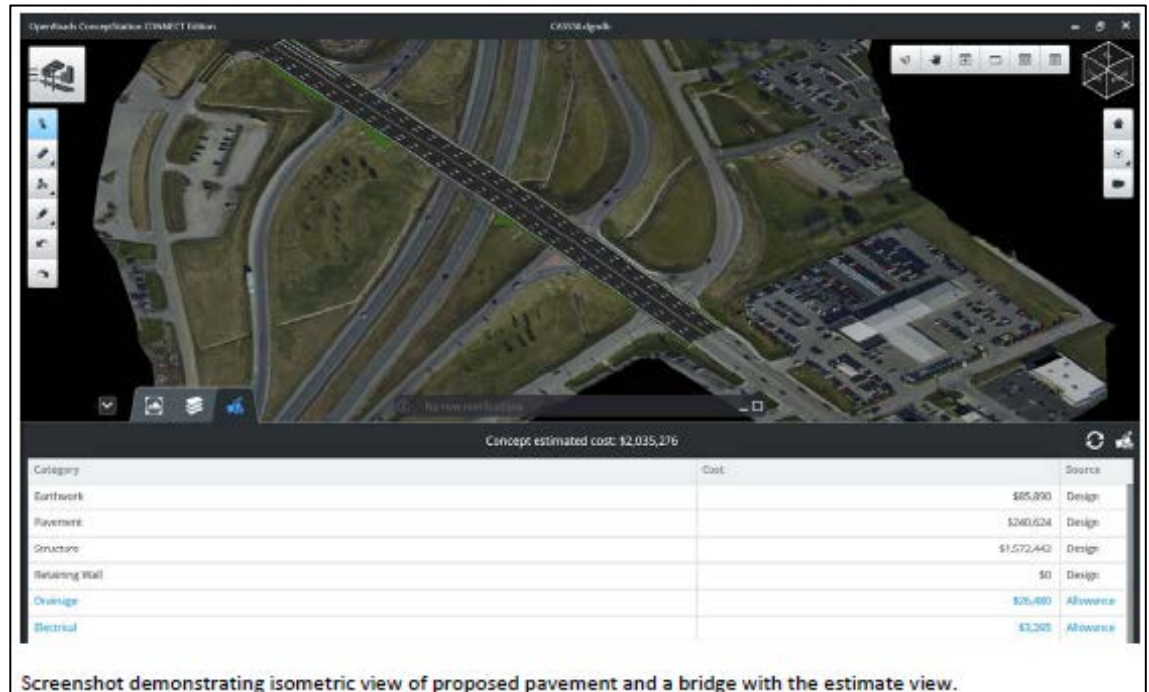 OpenRoads ConceptStation CONNECT Edition
Concept estimated cost: $2,035,276
Category Cost Source
Earthwork $85,890 Design
Pavement $240,624 Design
Structure $1,572,442 Design
Retaining Wall $0 Design
Drainage $26,480 Allowance
Electrical Allowance
Screenshot demonstrating isometric view of proposed pavement and a bridge with the estimate view.